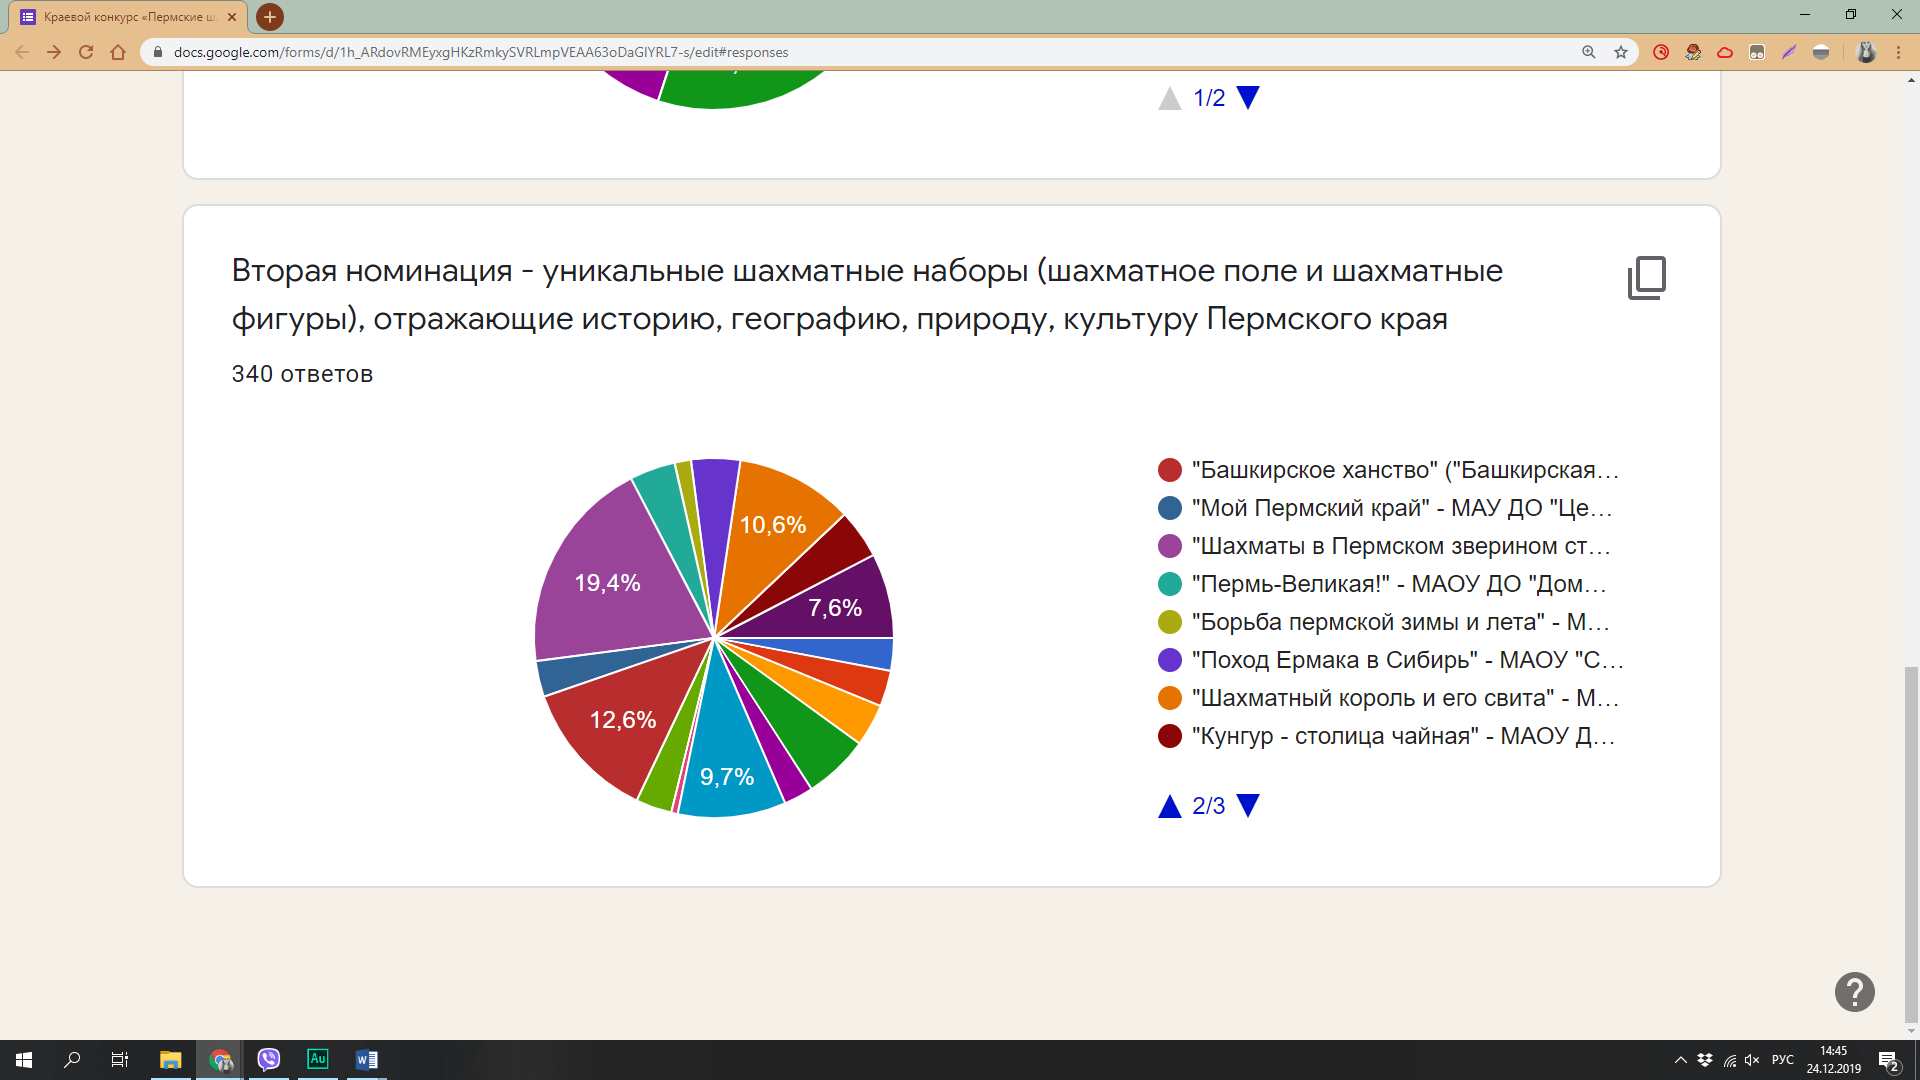 Краевой конкурс «Пермские ш
docs.google.com/forms/d/1h_ARdovRMEyxgHKzRmkySVRLmpVEAA63oDaGlYRL7-s/edit#responses
1/2
Вторая номинация - уникальные шахматные наборы (шахматное поле и шахматные
фигуры), отражающие историю, географию, природу, культуру Пермского края
340 ответов
10,6%
19,4%
7,6%
12,6%
9,7%
"Башкирское ханство" ("Башкирская…
"Мой Пермский край" - МАУ ДО "Це…
"Шахматы в Пермском зверином ст…
"Пермь-Великая!" - МАОУ ДО "Дом…
"Борьба пермской зимы и лета" - М…
"Поход Ермака в Сибирь" - МАОУ "С…
"Шахматный король и его свита" - М…
"Кунгур - столица чайная" - МАОУ Д…
2/3
?
Au
W
РУС
14:45
24.12.2019
2